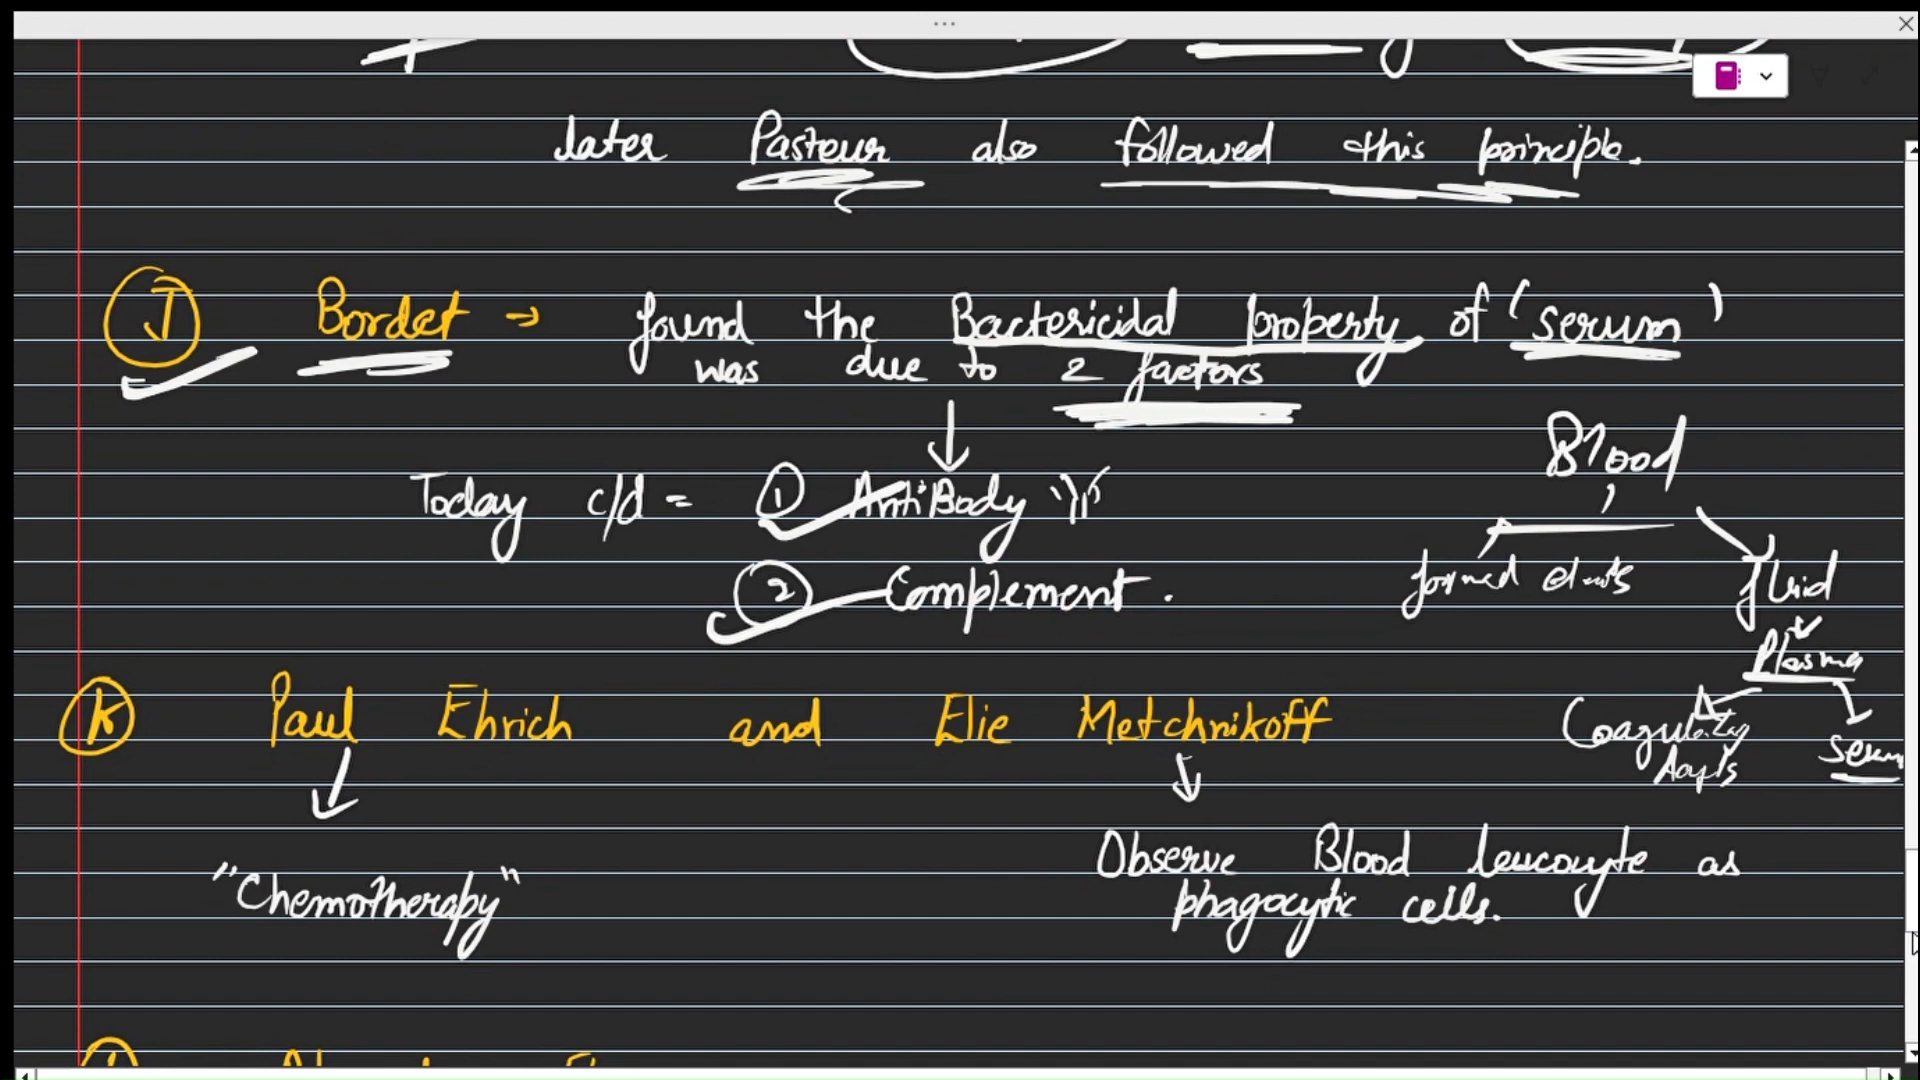 later Pasteur also followed this principle.
J Bordet → found the Bactericidal property of "serum"
was due to 2 factors
↓
Today c/d = ① AntiBody "Y"
② Complement.
Blood
formed fluid
Plasma
Coagulating
serum
K Paul Ehrich and Elie Metchnikoff
"Chemotherapy"
Observe Blood leucocyte as
phagocytic cells.